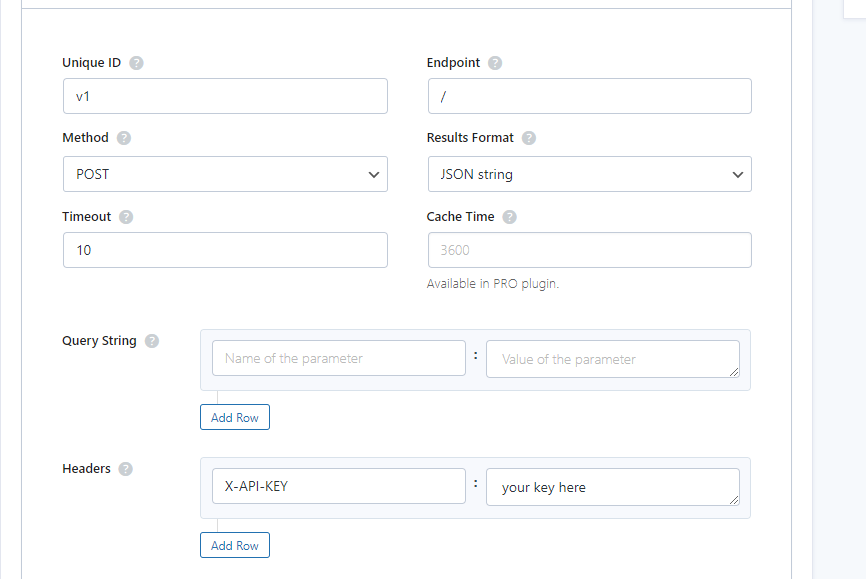 Unique ID ?
Endpoint ?
v1
/
Method ?
Results Format ?
POST
JSON string
Timeout ?
Cache Time ?
10
3600
Available in PRO plugin.
Query String ?
Name of the parameter
:
Value of the parameter
Add Row
Headers ?
X-API-KEY
:
your key here
Add Row